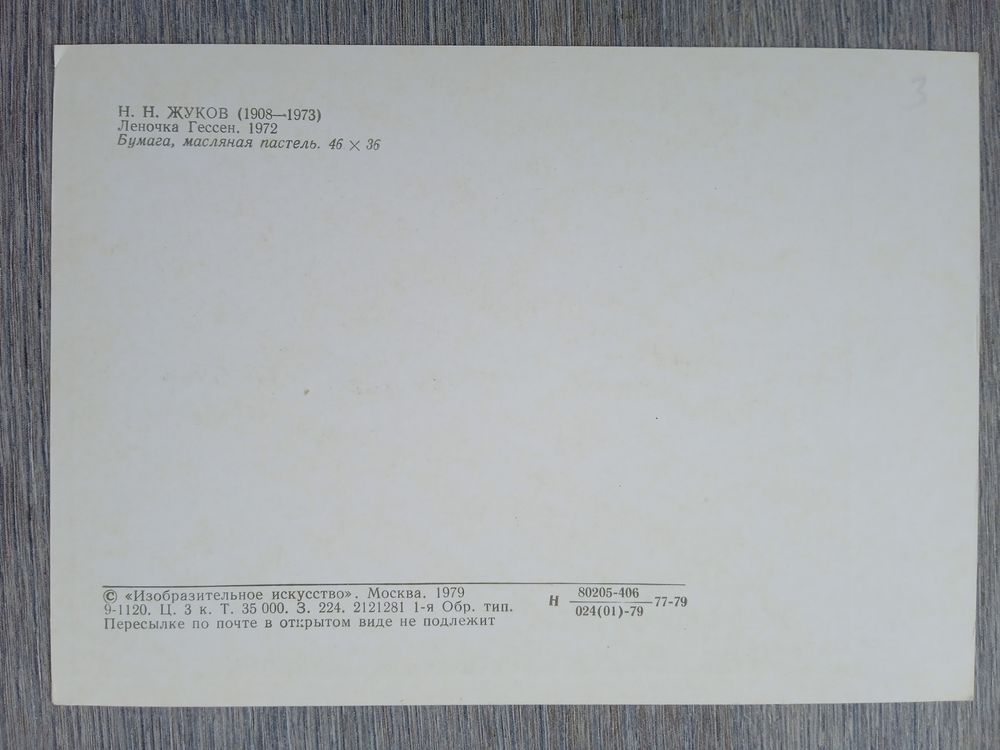 3
Н. Н. ЖУКОВ (1908—1973)
Леночка Гессен. 1972
Бумага, масляная пастель. 46 × 36
© «Изобразительное искусство». Москва. 1979
9-1120. Ц. 3 к. Т. 35 000. З. 224. 2121281 1-я Обр. тип.
Пересылке по почте в открытом виде не подлежит
Н 80205-406
024(01)-79 77-79